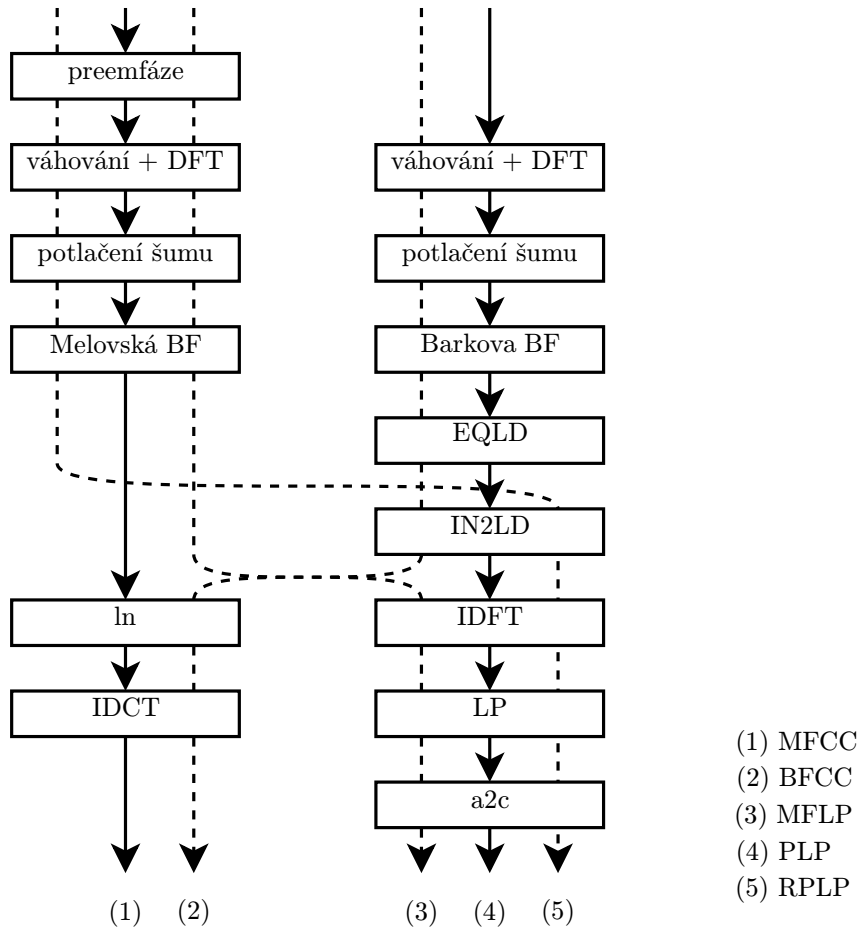 preemfáze
váhování + DFT
váhování + DFT
potlačení šumu
potlačení šumu
Melovská BF
Barkova BF
EQLD
IN2LD
ln
IDFT
IDCT
LP
a2c
(1) MFCC
(2) BFCC
(3) MFLP
(4) PLP
(5) RPLP
(1) (2) (3) (4) (5)